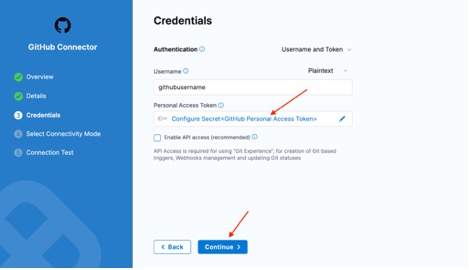 GitHub Connector
Overview
Details
3 Credentials
4 Select Connectivity Mode
5 Connection Test
Credentials
Authentication Username and Token
Username Plaintext
githubusername
Personal Access Token
Configure Secret<GitHub Personal Access Token>
Enable API access (recommended)
API Access is required for using "Git Experience", for creation of Git based
triggers, Webhooks management and updating Git statuses
< Back Continue >